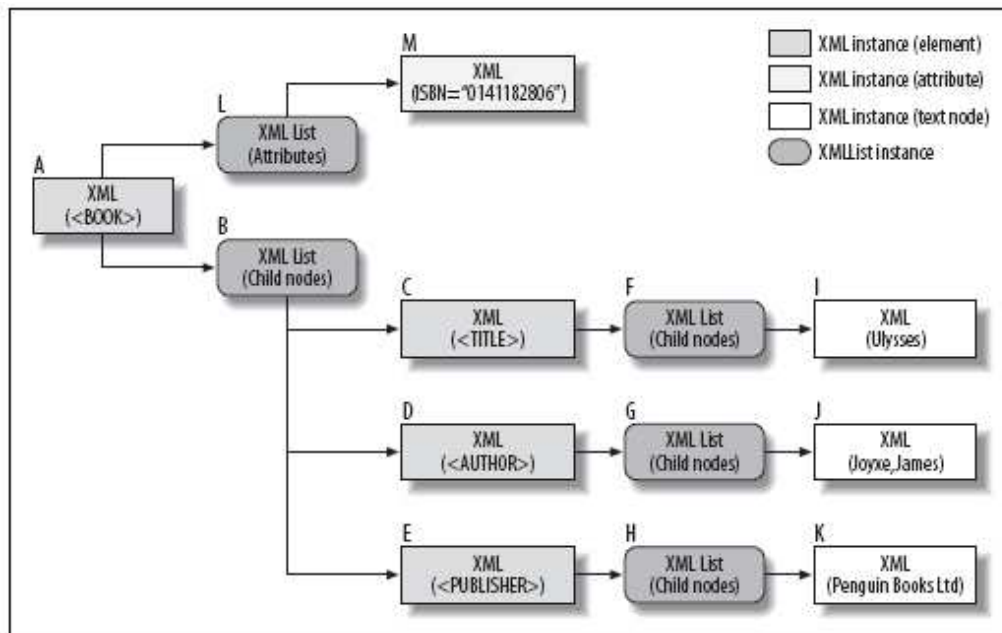 M
XML
(ISBN="0141182806")
XML instance (element)
XML instance (attribute)
XML instance (text node)
XMLList instance
L
XML List
(Attributes)
A
XML
(<BOOK>)
B
XML List
(Child nodes)
C
XML
(<TITLE>)
F
XML List
(Child nodes)
I
XML
(Ulysses)
D
XML
(<AUTHOR>)
G
XML List
(Child nodes)
J
XML
(Joyxe,James)
E
XML
(<PUBLISHER>)
H
XML List
(Child nodes)
K
XML
(Penguin Books Ltd)